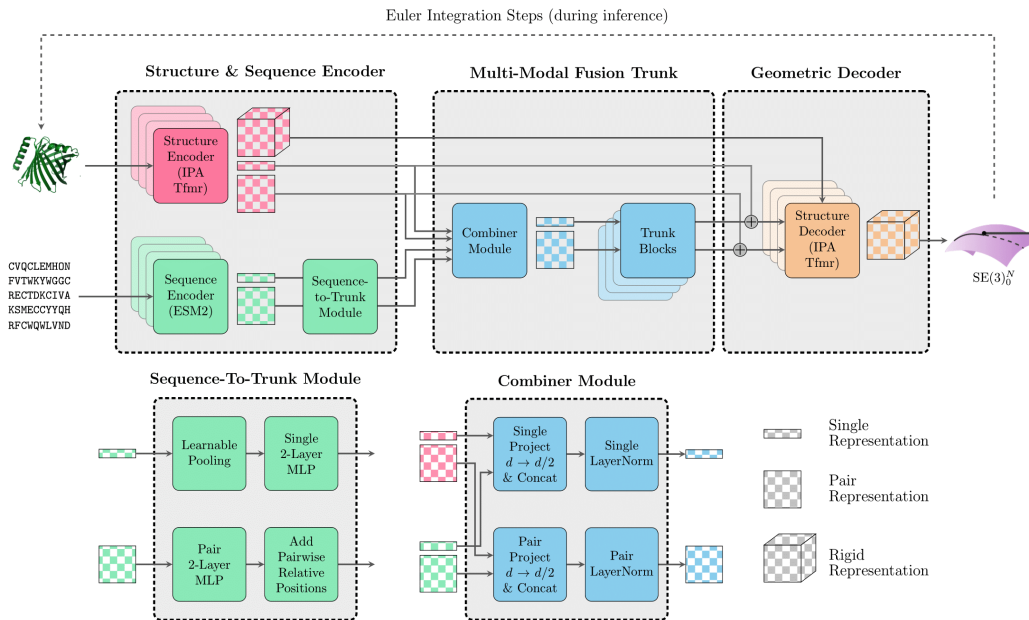 Euler Integration Steps (during inference)
Structure & Sequence Encoder
Multi-Modal Fusion Trunk
Geometric Decoder
Structure
Encoder
(IPA
Tfmr)
CVQCLEMHON
FVTWKYWGGC
RECTDKCIVA
KSMECCYYQH
RFCWQWLVND
Sequence
Encoder
(ESM2)
Sequence-
to-Trunk
Module
Combiner
Module
Trunk
Blocks
Structure
Decoder
(IPA
Tfmr)
SE(3)₀ᴺ
Sequence-To-Trunk Module
Learnable
Pooling
Single
2-Layer
MLP
Pair
2-Layer
MLP
Add
Pairwise
Relative
Positions
Combiner Module
Single
Project
d → d/2
& Concat
Single
LayerNorm
Pair
Project
d → d/2
& Concat
Pair
LayerNorm
Single
Representation
Pair
Representation
Rigid
Representation